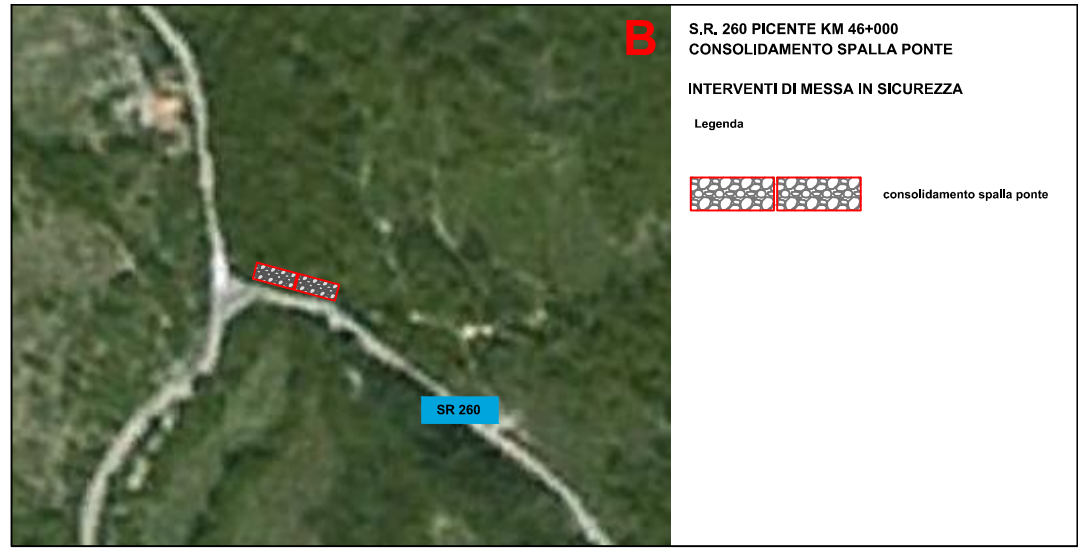 B
S.R. 260 PICENTE KM 46+000
CONSOLIDAMENTO SPALLA PONTE
INTERVENTI DI MESSA IN SICUREZZA
Legenda
consolidamento spalla ponte
SR 260